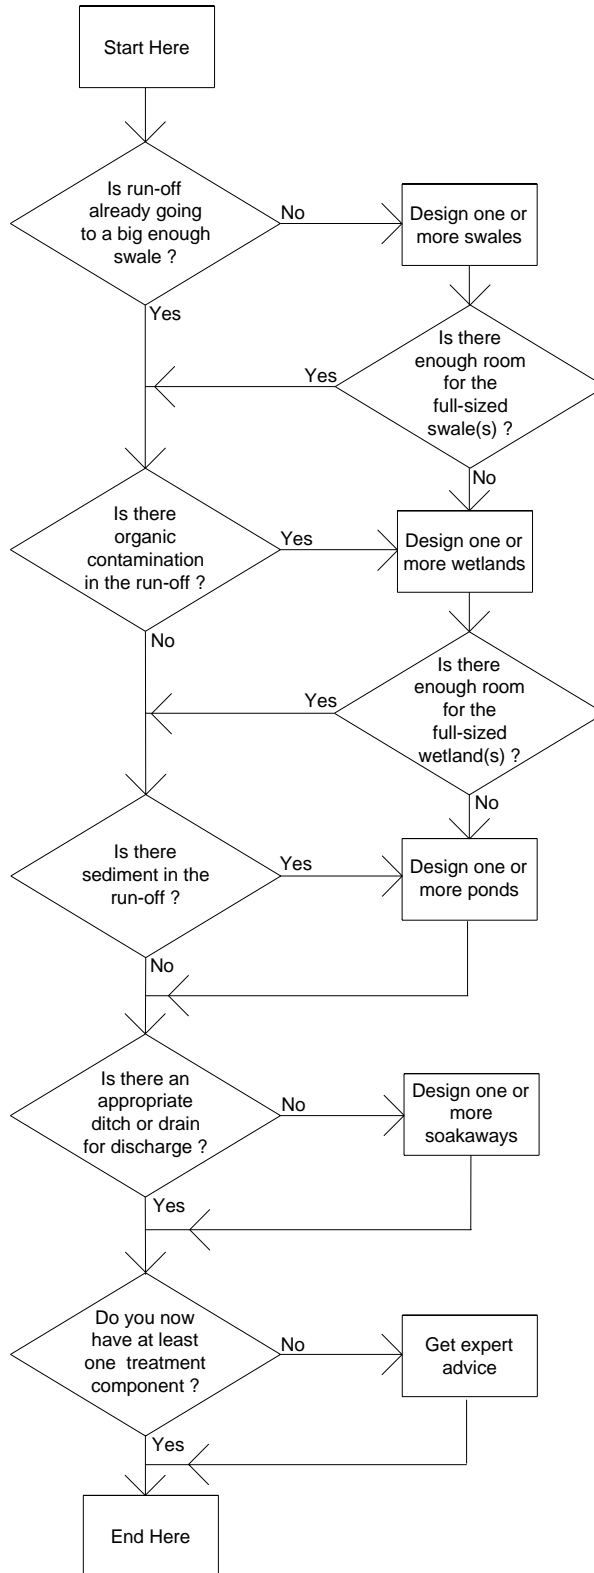 Start Here
Is run-off
already going
to a big enough
swale ?
No
Design one or
more swales
Yes
Is there
enough room
for the
full-sized
swale(s) ?
Yes
No
Is there
organic
contamination
in the run-off ?
Yes
Design one or
more wetlands
No
Is there
enough room
for the
full-sized
wetland(s) ?
Yes
No
Is there
sediment in the
run-off ?
Yes
Design one or
more ponds
No
Is there an
appropriate
ditch or drain
for discharge ?
No
Design one or
more
soakaways
Yes
Do you now
have at least
one  treatment
component ?
No
Get expert
advice
Yes
End Here